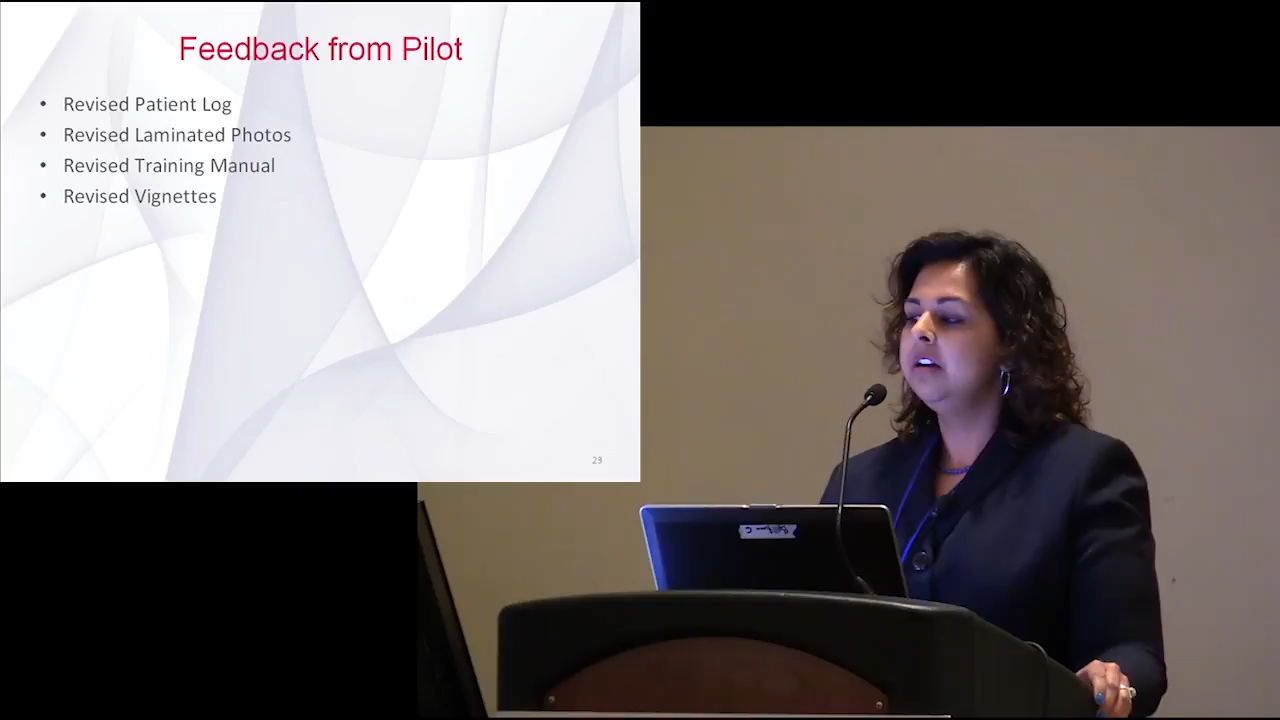 Feedback from Pilot
• Revised Patient Log
• Revised Laminated Photos
• Revised Training Manual
• Revised Vignettes
23